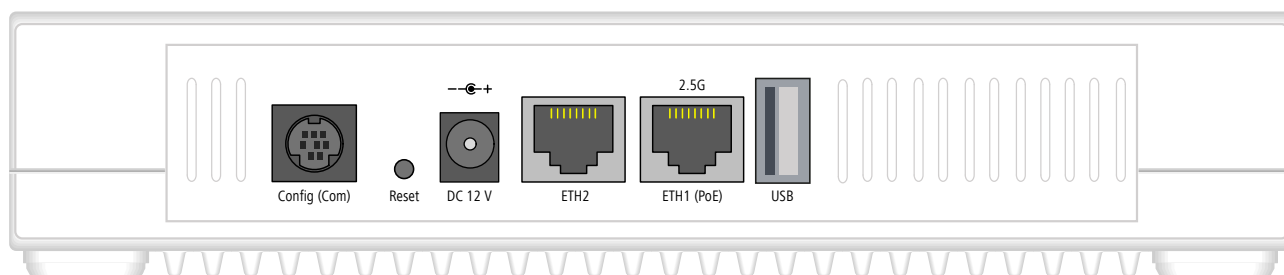 2.5G
Config (Com) Reset DC 12 V ETH2 ETH1 (PoE) USB